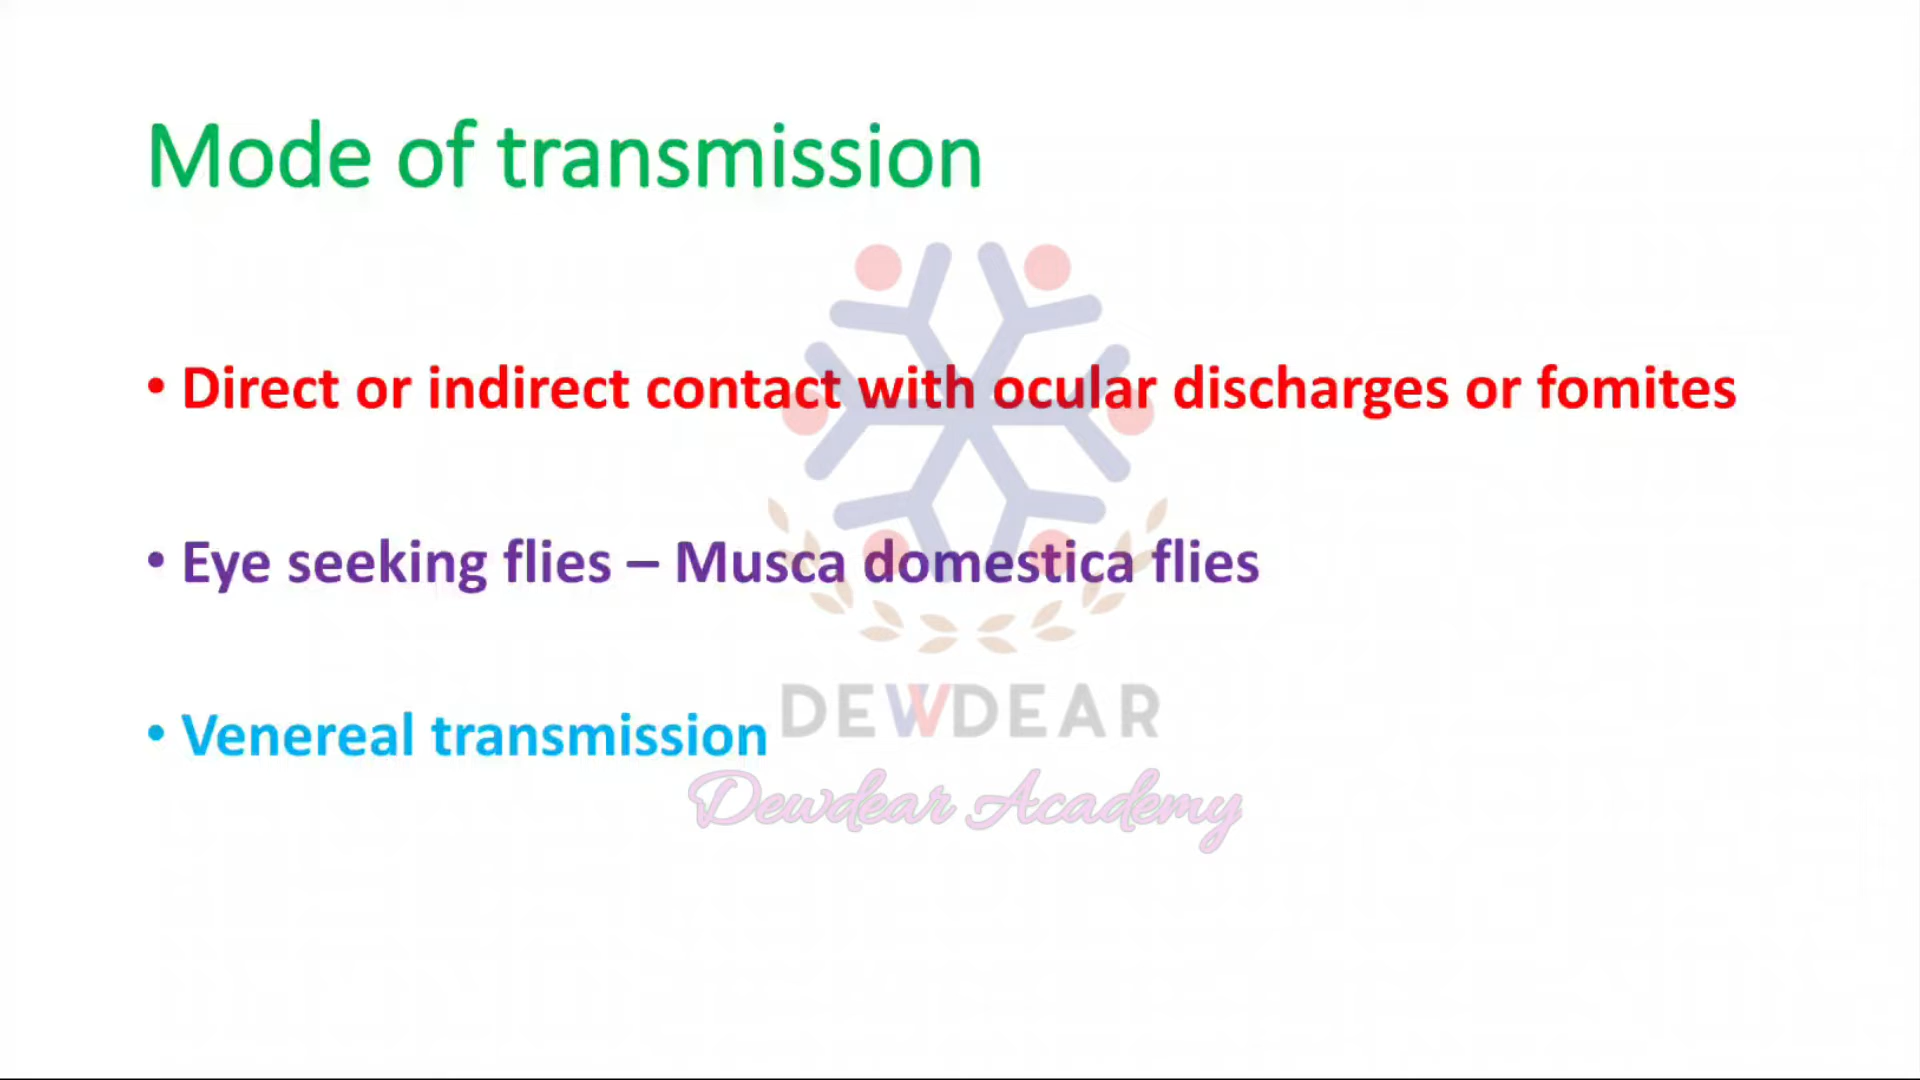 Mode of transmission
• Direct or indirect contact with ocular discharges or fomites
• Eye seeking flies – Musca domestica flies
• Venereal transmission
DEWDEAR
Dewdear Academy